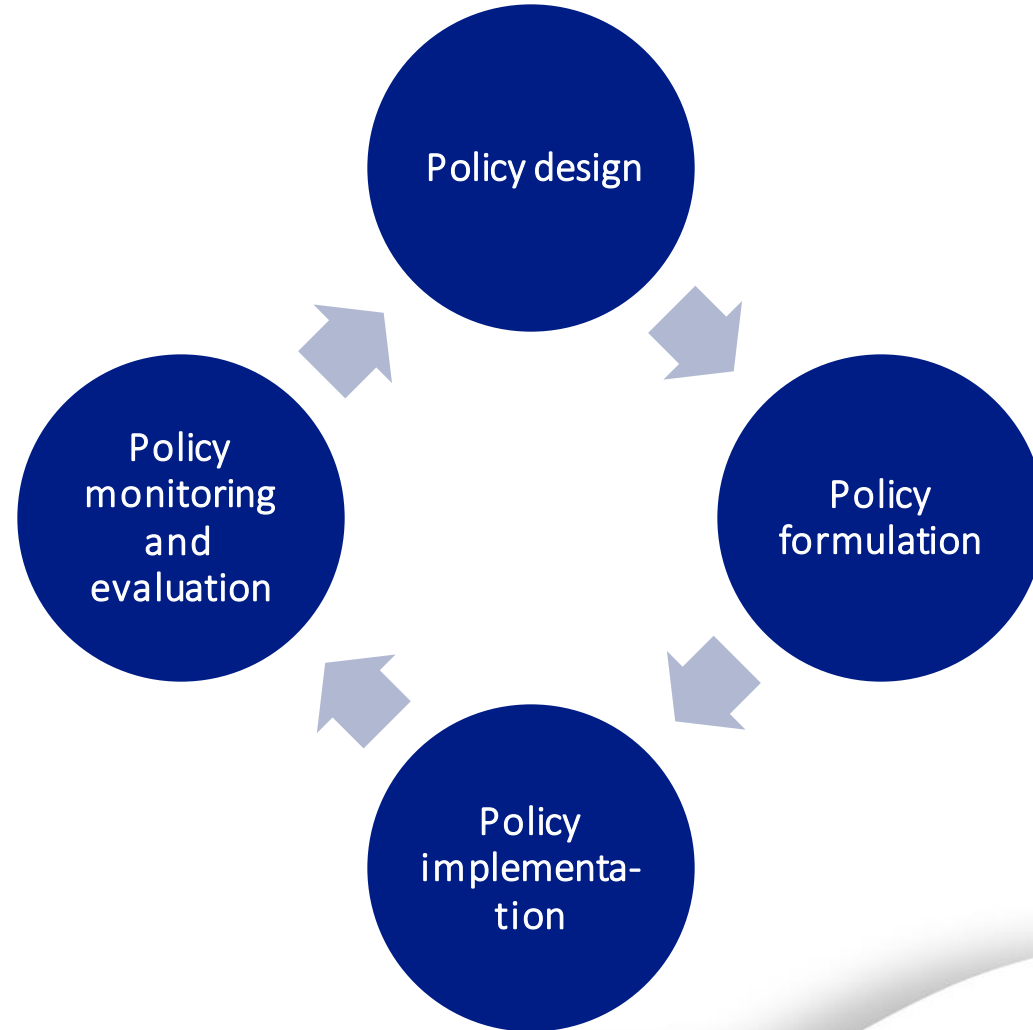 Policy design
Policy
formulation
Policy
implementa-
tion
Policy
monitoring
and
evaluation